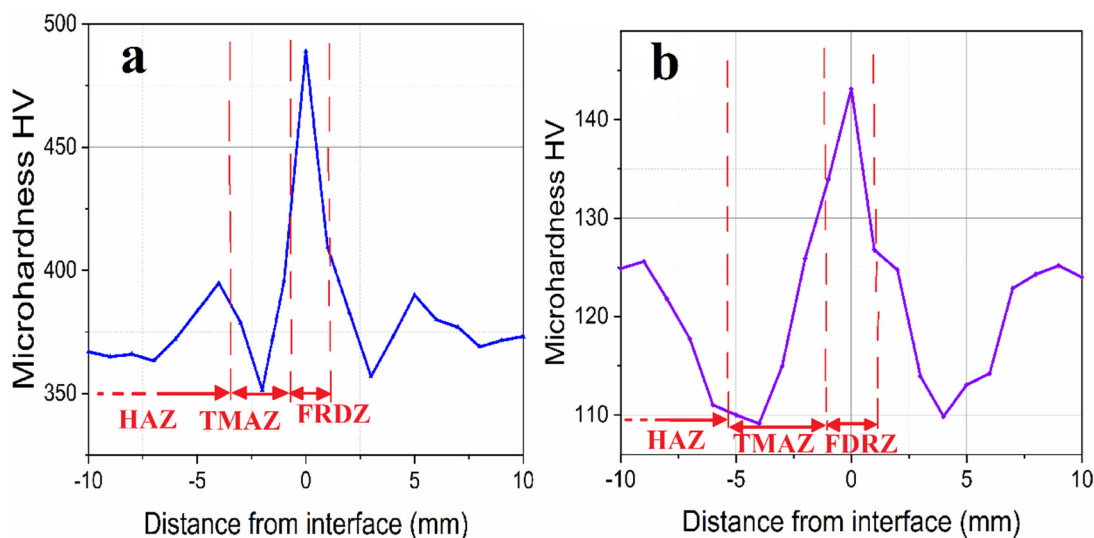 a
Microhardness HV
500
450
400
350
HAZ
TMAZ
FRDZ
-10
-5
0
5
10
Distance from interface (mm)
b
Microhardness HV
140
130
120
110
HAZ
TMAZ
FDRZ
-10
-5
0
5
10
Distance from interface (mm)